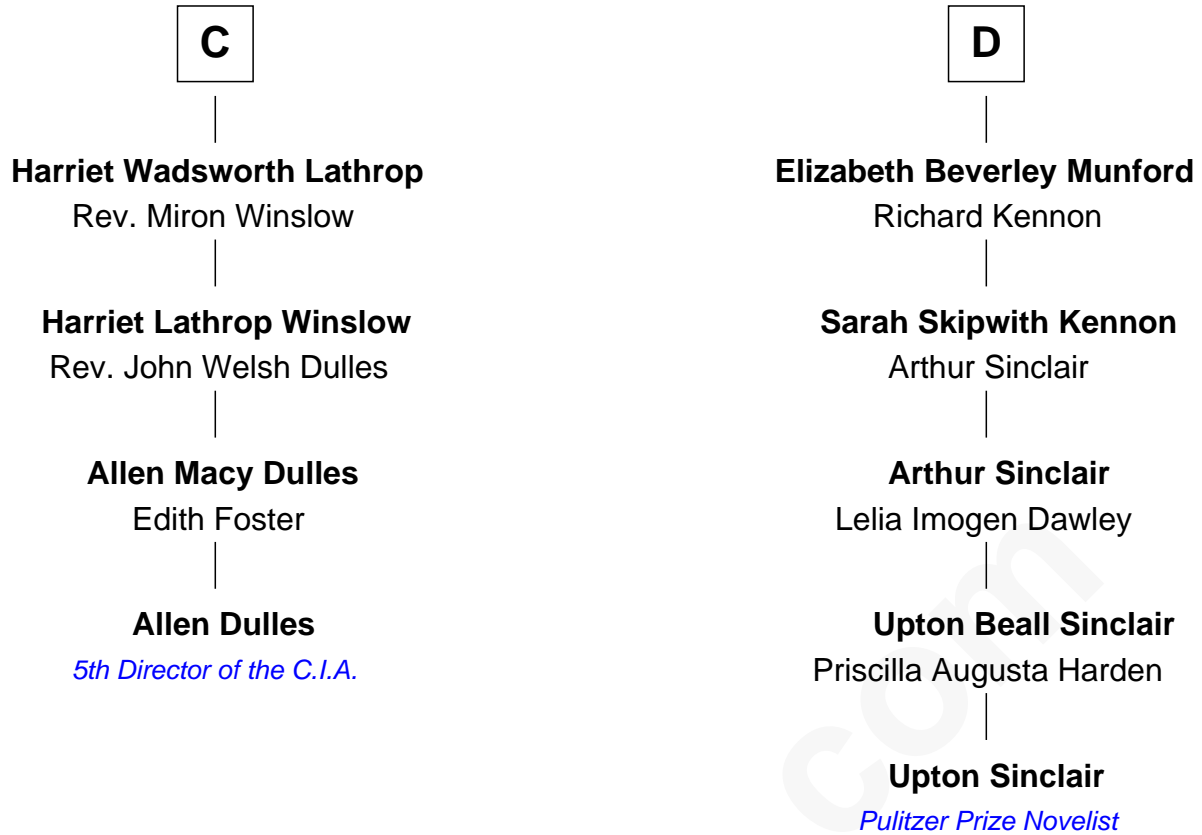 C
Harriet Wadsworth Lathrop
Rev. Miron Winslow
Harriet Lathrop Winslow
Rev. John Welsh Dulles
Allen Macy Dulles
Edith Foster
Allen Dulles
5th Director of the C.I.A.
D
Elizabeth Beverley Munford
Richard Kennon
Sarah Skipwith Kennon
Arthur Sinclair
Arthur Sinclair
Lelia Imogen Dawley
Upton Beall Sinclair
Priscilla Augusta Harden
Upton Sinclair
Pulitzer Prize Novelist
com